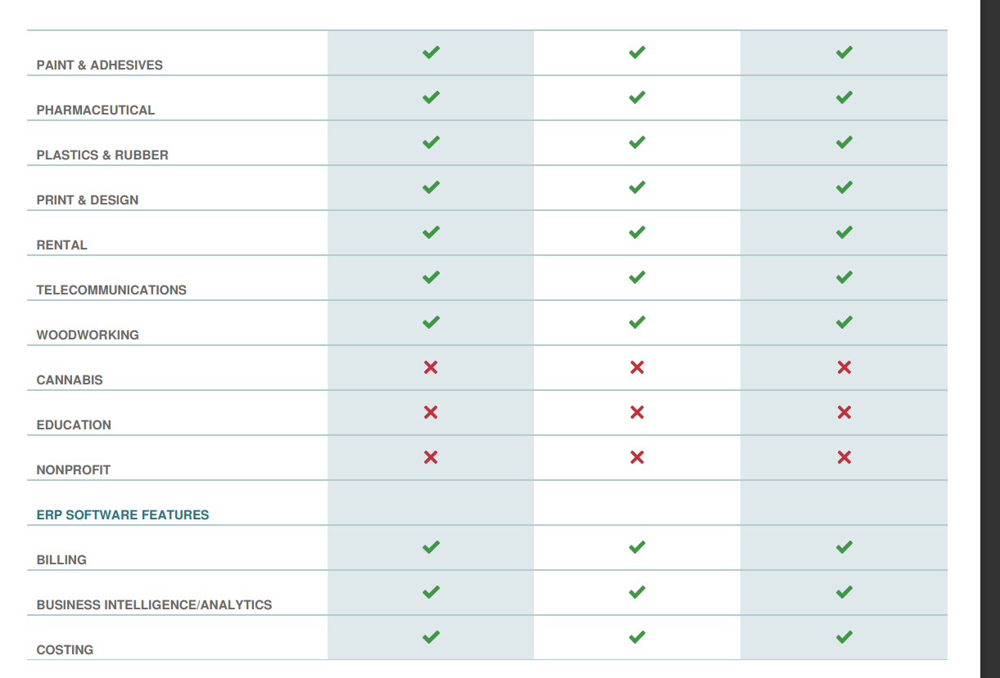 PAINT & ADHESIVES
PHARMACEUTICAL
PLASTICS & RUBBER
PRINT & DESIGN
RENTAL
TELECOMMUNICATIONS
WOODWORKING
CANNABIS
EDUCATION
NONPROFIT
ERP SOFTWARE FEATURES
BILLING
BUSINESS INTELLIGENCE/ANALYTICS
COSTING